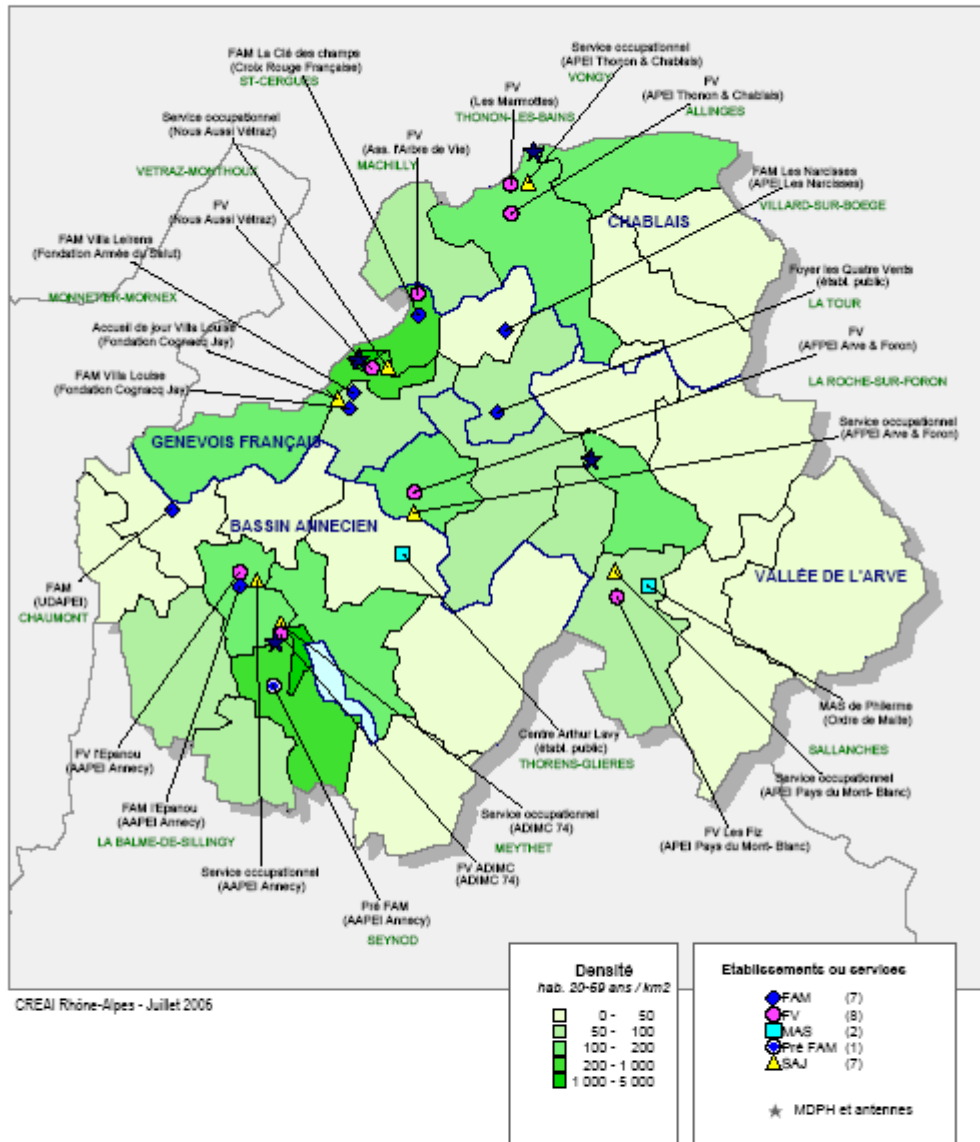 FAM La Clé des champs
(Croix Rouge Française)
ST-CERGUES
Service occupationnel
(APEI Thonon & Chablais)
VONGY
FV
(Les Marmottes)
THONON-LES-BAINS
FV
(APEI Thonon & Chablais)
ALLINGES
Service occupationnel
(Nous Aussi Vétraz)
VETRAZ-MONTHOUX
FV
(Ass. l'Arbre de Vie)
MACHILLY
FAM Les Narcisses
(APEI Les Narcisses)
VILLARD-SUR-BOEGE
FV
(Nous Aussi Vétraz)
CHABLAIS
FAM Villa Leirens
(Fondation Armée du Salut)
MONNETIER-MORNEX
Foyer les Quatre Vents
(établ. public)
LA TOUR
Accueil de jour Villa Louise
(Fondation Cognacq Jay)
FV
(AFPEI Arve & Foron)
LA ROCHE-SUR-FORON
FAM Villa Louise
(Fondation Cognacq Jay)
Service occupationnel
(AFPEI Arve & Foron)
GENEVOIS FRANÇAIS
BASSIN ANNECIEN
VALLÉE DE L'ARVE
FAM
(UDAPEI)
CHAUMONT
FV l'Epanou
(AAPEI Annecy)
FAM l'Epanou
(AAPEI Annecy)
LA BALME-DE-SILLINGY
Service occupationnel
(AAPEI Annecy)
Pré FAM
(AAPEI Annecy)
SEYNOD
FV ADIMC
(ADIMC 74)
Service occupationnel
(ADIMC 74)
MEYTHET
Centre Arthur Lavy
(établ. public)
THORENS-GLIERES
MAS de Philerme
(Ordre de Malte)
SALLANCHES
Service occupationnel
(APEI Pays du Mont- Blanc)
FV Les Fiz
(APEI Pays du Mont- Blanc)
CREAI Rhône-Alpes - Juillet 2006
Densité
hab. 20-59 ans / km2
0 - 50
50 - 100
100 - 200
200 - 1 000
1 000 - 5 000
Etablissements ou services
FAM (7)
FV (8)
MAS (2)
Pré FAM (1)
SAJ (7)
MDPH et antennes